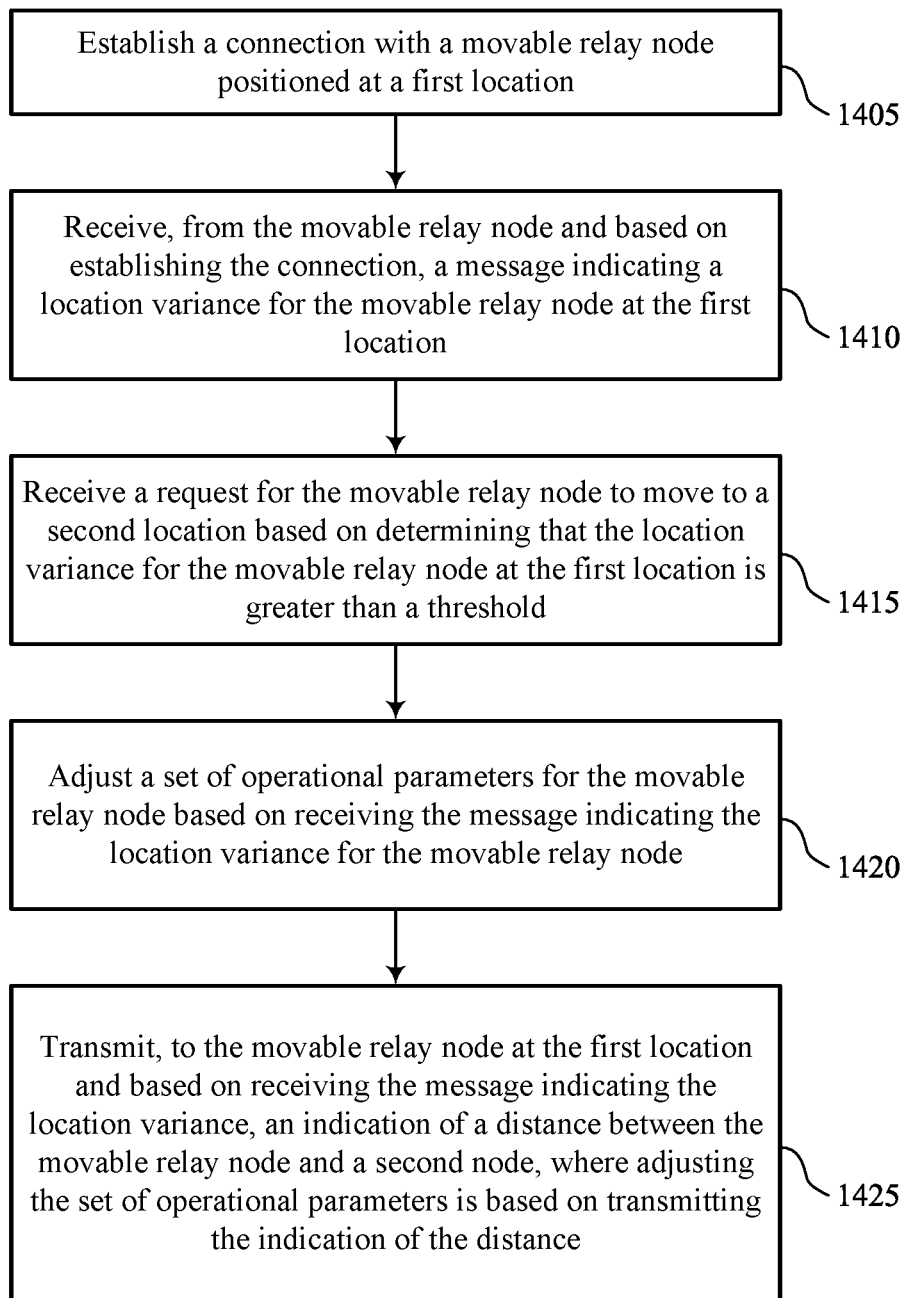 Establish a connection with a movable relay node
positioned at a first location
1405
Receive, from the movable relay node and based on
establishing the connection, a message indicating a
location variance for the movable relay node at the first
location
1410
Receive a request for the movable relay node to move to a
second location based on determining that the location
variance for the movable relay node at the first location is
greater than a threshold
1415
Adjust a set of operational parameters for the movable
relay node based on receiving the message indicating the
location variance for the movable relay node
1420
Transmit, to the movable relay node at the first location
and based on receiving the message indicating the
location variance, an indication of a distance between the
movable relay node and a second node, where adjusting
the set of operational parameters is based on transmitting
the indication of the distance
1425